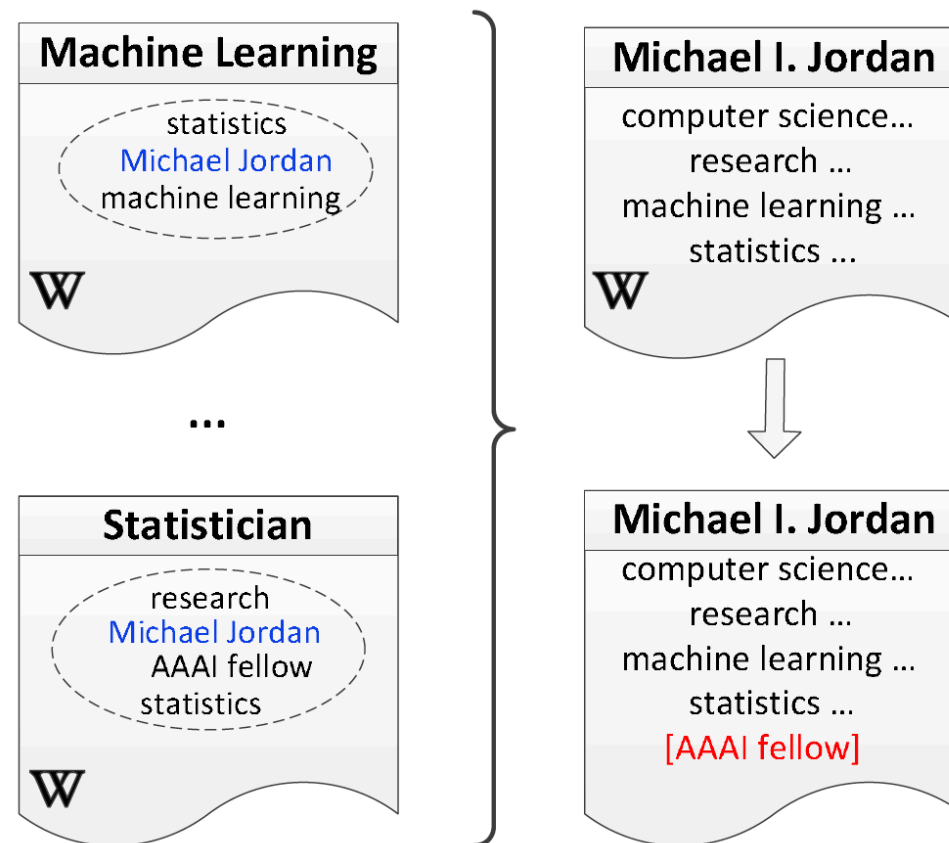 Machine Learning
statistics
Michael Jordan
machine learning
W
...
Statistician
research
Michael Jordan
AAAI fellow
statistics
W
Michael I. Jordan
computer science...
research ...
machine learning ...
statistics ...
W
Michael I. Jordan
computer science...
research ...
machine learning ...
statistics ...
[AAAI fellow]